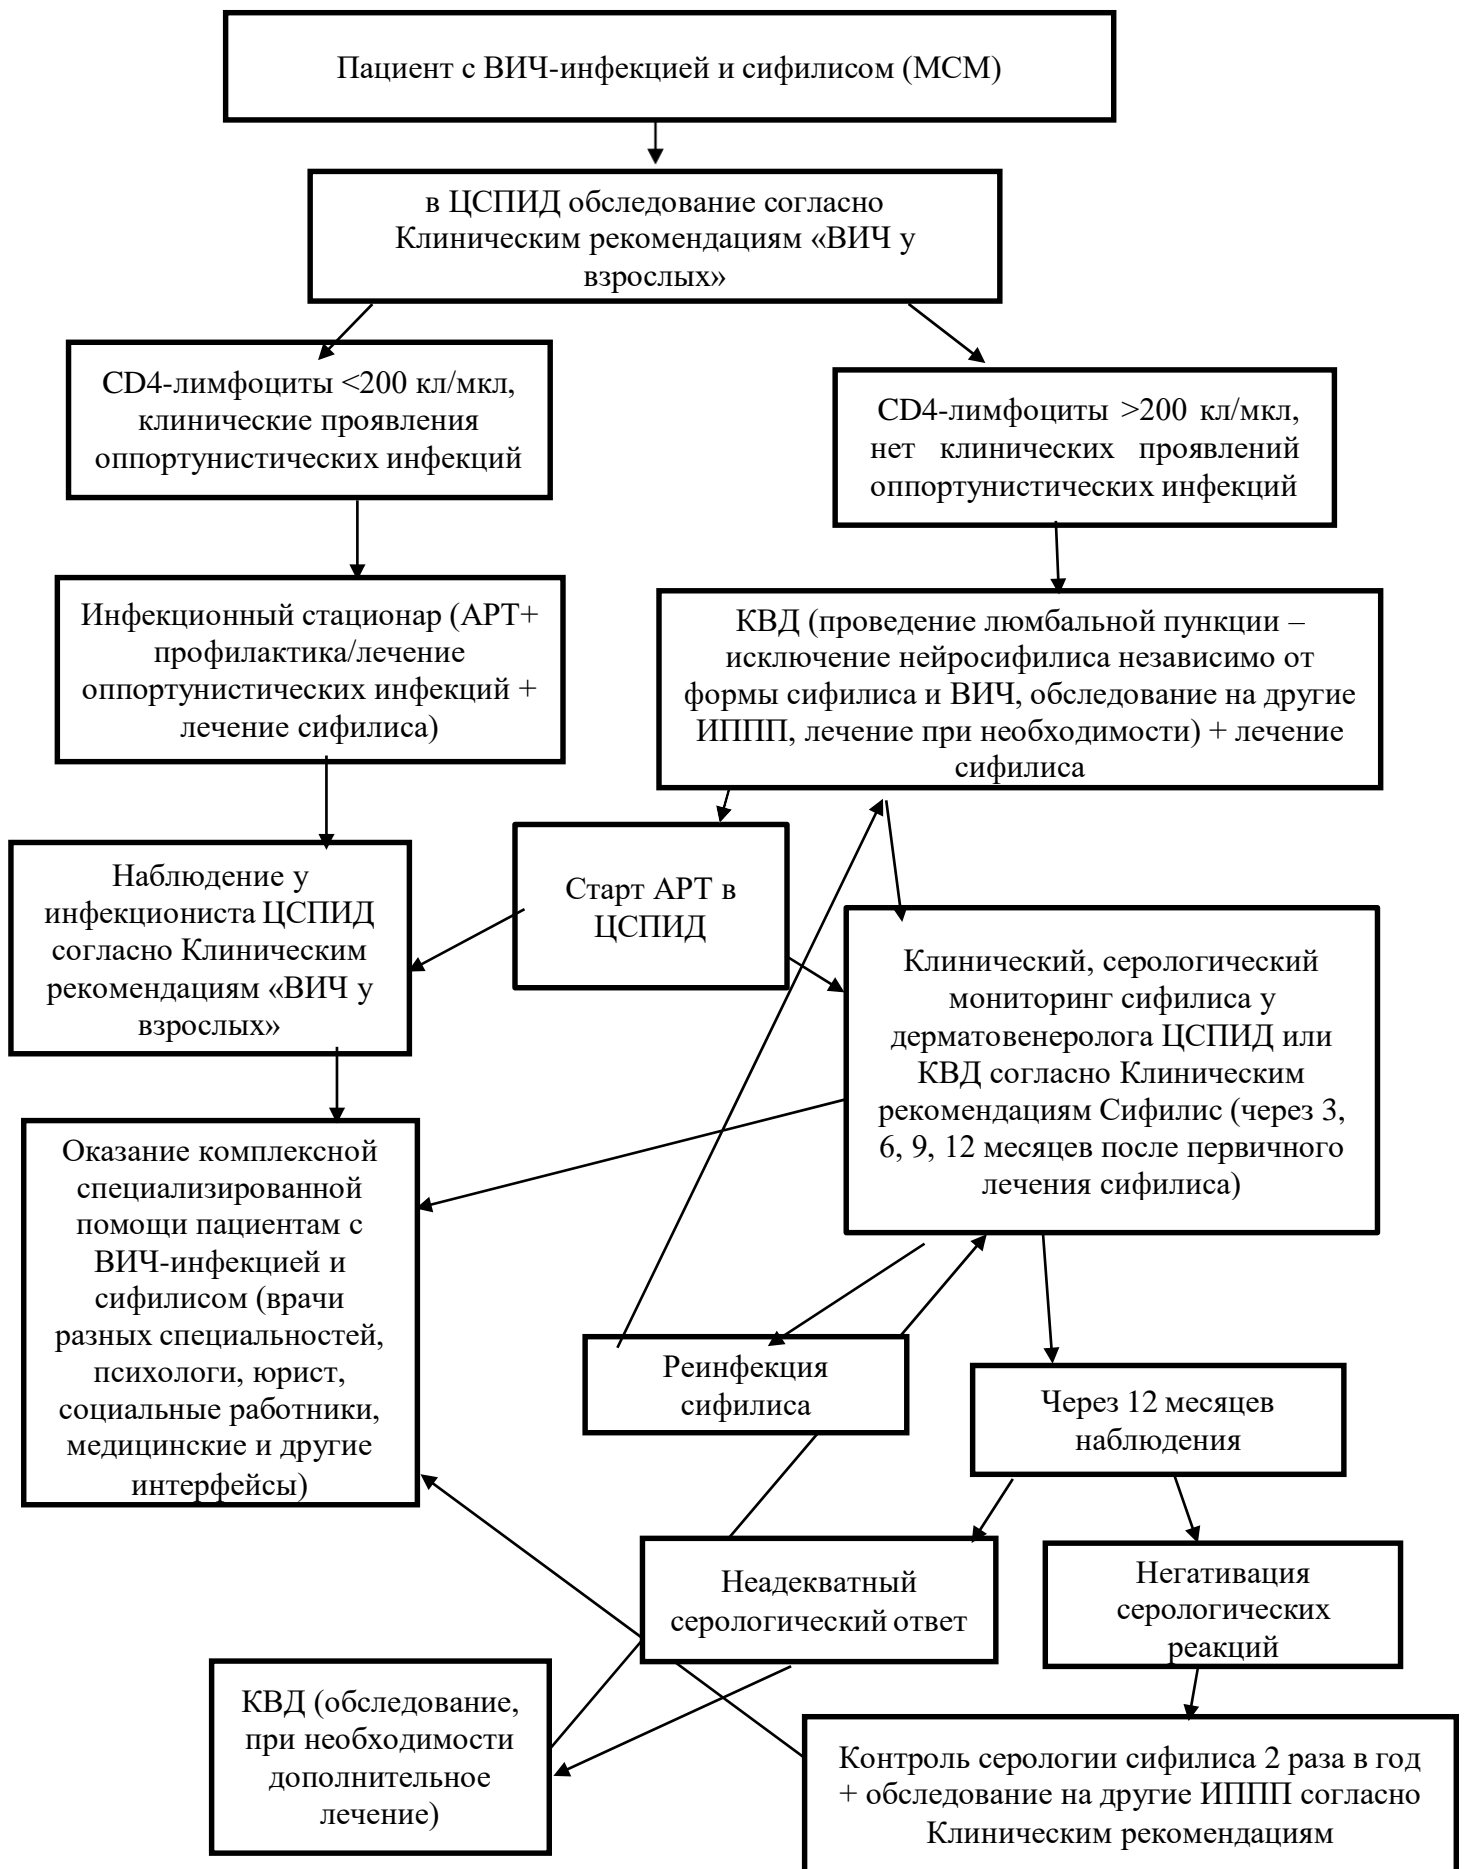 Пациент с ВИЧ-инфекцией и сифилисом (МСМ)
в ЦСПИД обследование согласно
Клиническим рекомендациям «ВИЧ у
взрослых»
CD4-лимфоциты <200 кл/мкл,
клинические проявления
оппортунистических инфекций
CD4-лимфоциты >200 кл/мкл,
нет клинических проявлений
оппортунистических инфекций
Инфекционный стационар (АРТ+
профилактика/лечение
оппортунистических инфекций +
лечение сифилиса)
КВД (проведение люмбальной пункции –
исключение нейросифилиса независимо от
формы сифилиса и ВИЧ, обследование на другие
ИППП, лечение при необходимости) + лечение
сифилиса
Наблюдение у
инфекциониста ЦСПИД
согласно Клиническим
рекомендациям «ВИЧ у
взрослых»
Старт АРТ в
ЦСПИД
Клинический, серологический
мониторинг сифилиса у
дерматовенеролога ЦСПИД или
КВД согласно Клиническим
рекомендациям Сифилис (через 3,
6, 9, 12 месяцев после первичного
лечения сифилиса)
Оказание комплексной
специализированной
помощи пациентам с
ВИЧ-инфекцией и
сифилисом (врачи
разных специальностей,
психологи, юрист,
социальные работники,
медицинские и другие
интерфейсы)
Реинфекция
сифилиса
Через 12 месяцев
наблюдения
Неадекватный
серологический ответ
Негативация
серологических
реакций
КВД (обследование,
при необходимости
дополнительное
лечение)
Контроль серологии сифилиса 2 раза в год
+ обследование на другие ИППП согласно
Клиническим рекомендациям